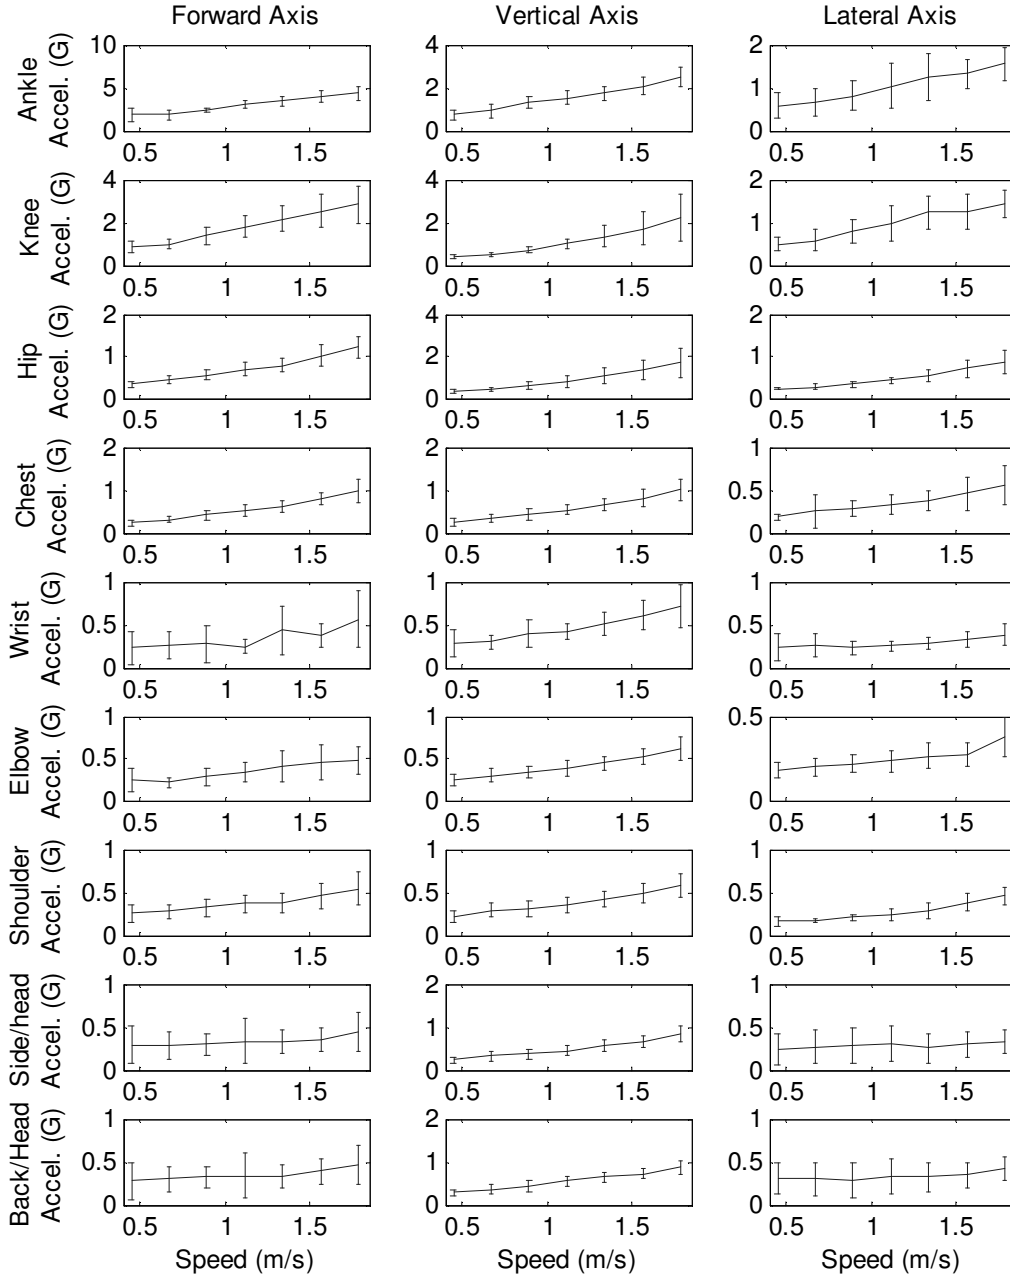 Forward Axis Vertical Axis Lateral Axis
Ankle
Accel. (G)
10 4 2
5 2 1
0 0 0
0.5 1 1.5 0.5 1 1.5 0.5 1 1.5
Knee
Accel. (G)
4 4 2
2 2 1
0 0 0
0.5 1 1.5 0.5 1 1.5 0.5 1 1.5
Hip
Accel. (G)
2 4 2
1 2 1
0 0 0
0.5 1 1.5 0.5 1 1.5 0.5 1 1.5
Chest
Accel. (G)
2 2 1
1 1 0.5
0 0 0
0.5 1 1.5 0.5 1 1.5 0.5 1 1.5
Wrist
Accel. (G)
1 1 1
0.5 0.5 0.5
0 0 0
0.5 1 1.5 0.5 1 1.5 0.5 1 1.5
Elbow
Accel. (G)
1 1 0.5
0.5 0.5
0 0 0
0.5 1 1.5 0.5 1 1.5 0.5 1 1.5
Shoulder
Accel. (G)
1 1 1
0.5 0.5 0.5
0 0 0
0.5 1 1.5 0.5 1 1.5 0.5 1 1.5
Side/head
Accel. (G)
1 2 1
0.5 1 0.5
0 0 0
0.5 1 1.5 0.5 1 1.5 0.5 1 1.5
Back/Head
Accel. (G)
1 2 1
0.5 1 0.5
0 0 0
0.5 1 1.5 0.5 1 1.5 0.5 1 1.5
Speed (m/s) Speed (m/s) Speed (m/s)